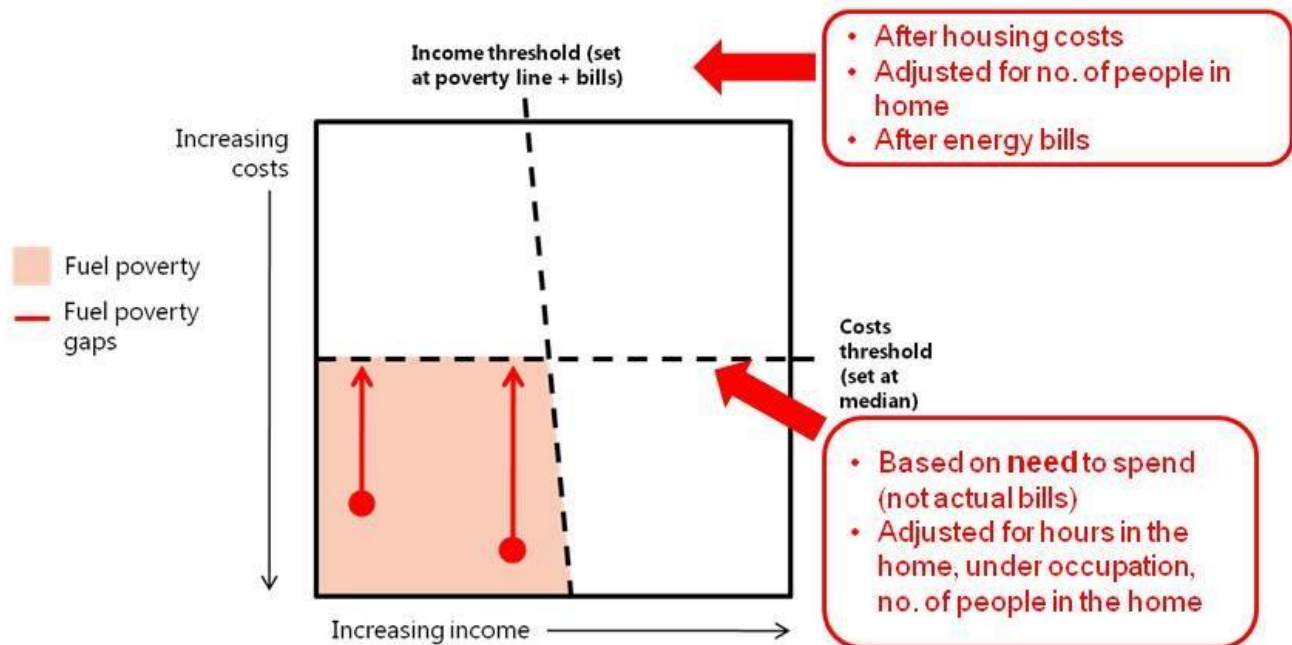 Income threshold (set
at poverty line + bills)
• After housing costs
• Adjusted for no. of people in
home
• After energy bills
Increasing
costs
Fuel poverty
Fuel poverty
gaps
Costs
threshold
(set at
median)
• Based on need to spend
(not actual bills)
• Adjusted for hours in the
home, under occupation,
no. of people in the home
Increasing income